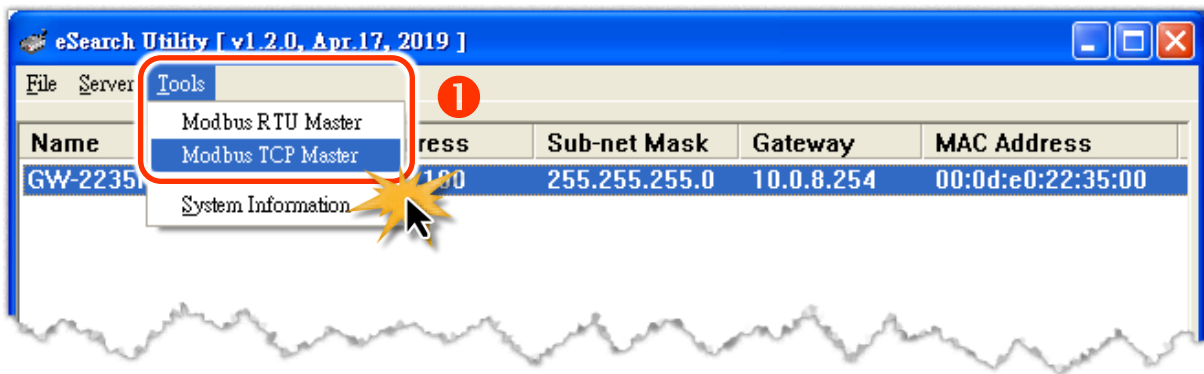 eSearch Utility [ v1.2.0, Apr.17, 2019 ]
File Server Tools
1
Modbus RTU Master
Name Sub-net Mask Gateway MAC Address
Modbus TCP Master
255.255.255.0 10.0.8.254 00:0d:e0:22:35:00
System Information